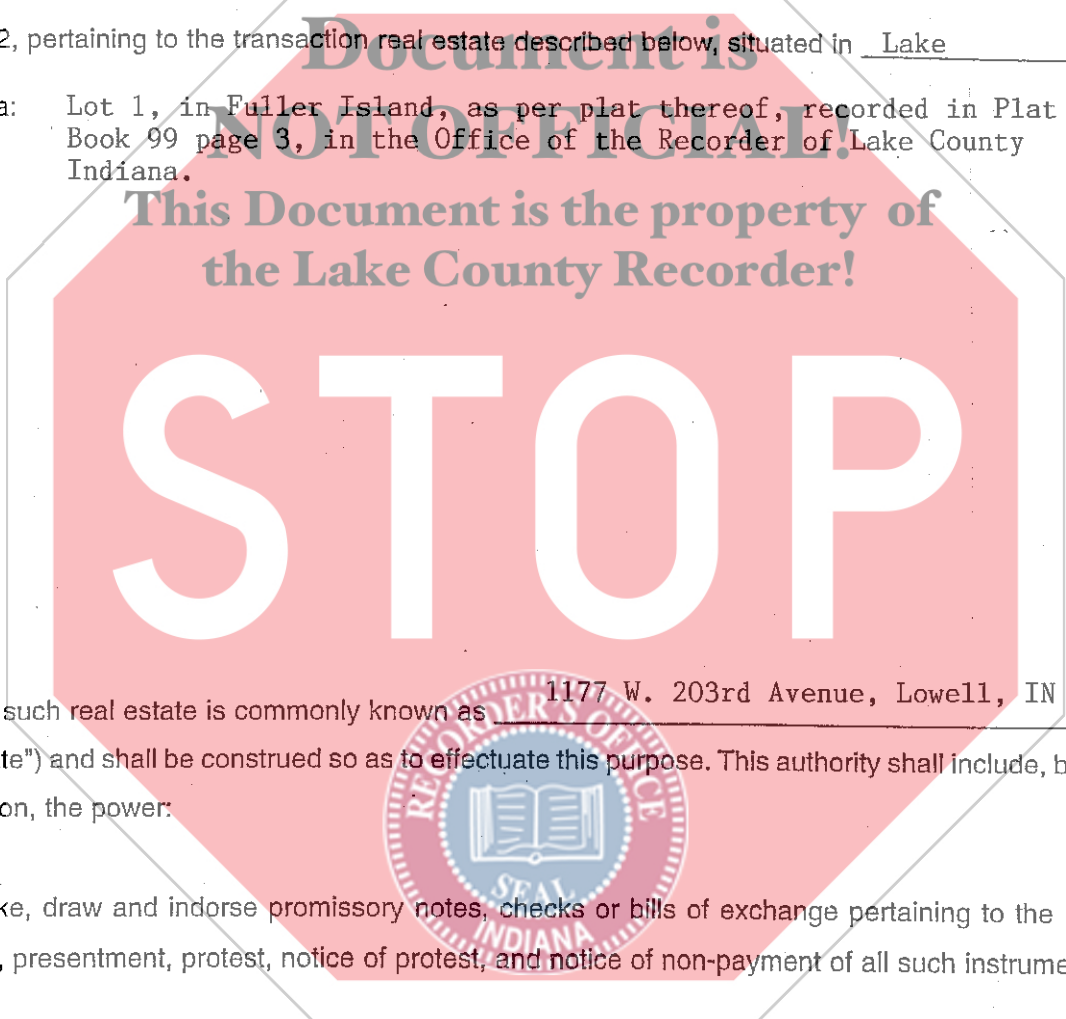 2, pertaining to the transaction real estate described below, situated in Lake
Document is
a: Lot 1, in Fuller Island, as per plat thereof, recorded in Plat
Book 99 page 3, in the Office of the Recorder of Lake County
NOT OFFICIAL!
Indiana.
This Document is the property of
the Lake County Recorder!
STOP
such real estate is commonly known as 1177 W. 203rd Avenue, Lowell, IN
te") and shall be construed so as to effectuate this purpose. This authority shall include, b
on, the power:
RECORDER'S OFFICE
SEAL
INDIANA
ke, draw and indorse promissory notes, checks or bills of exchange pertaining to the
, presentment, protest, notice of protest, and notice of non-payment of all such instrume